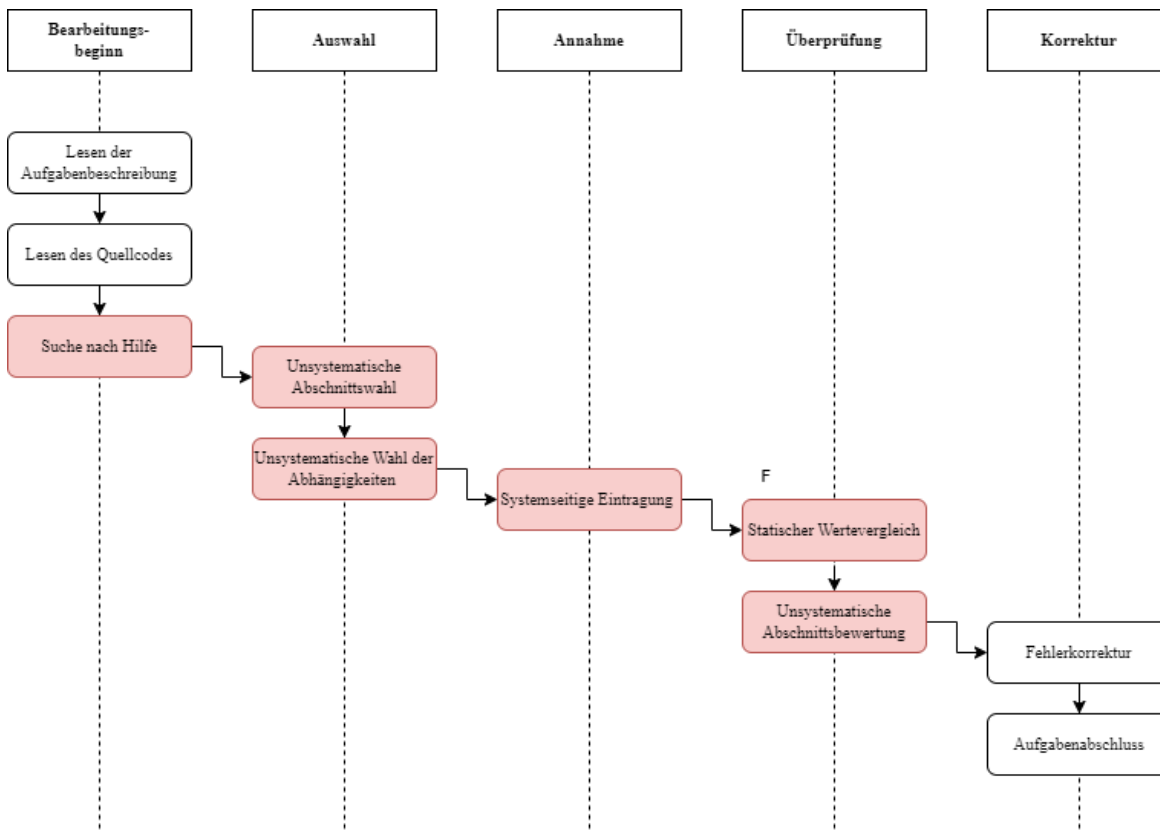 Bearbeitungs-
beginn
Auswahl
Annahme
Überprüfung
Korrektur
Lesen der
Aufgabenbeschreibung
Lesen des Quellcodes
Suche nach Hilfe
Unsystematische
Abschnittswahl
Unsystematische Wahl der
Abhängigkeiten
Systemseitige Eintragung
F
Statischer Wertevergleich
Unsystematische
Abschnittsbewertung
Fehlerkorrektur
Aufgabenabschluss